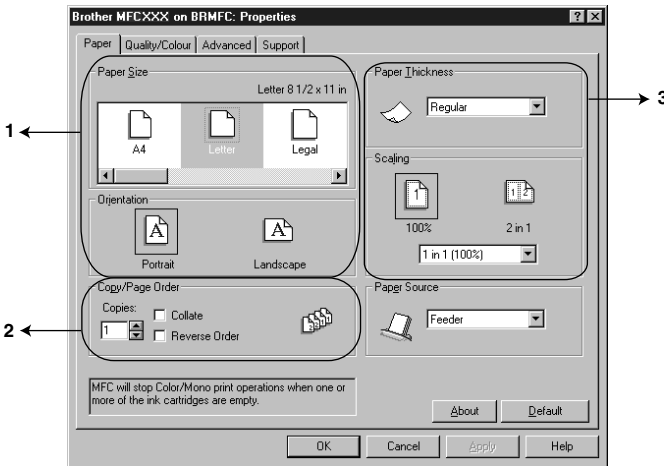 Brother MFCXXX on BRMFC: Properties
Paper Quality/Colour Advanced Support
Paper Size
Letter 8 1/2 x 11 in
A4 Letter Legal
Orientation
A A
Portrait Landscape
Copy/Page Order
Copies:
1
Collate
Reverse Order
MFC will stop Color/Mono print operations when one or
more of the ink cartridges are empty.
Paper Thickness
Regular
Scaling
1 1 2
100% 2 in 1
1 in 1 (100%)
Paper Source
Feeder
About Default
OK Cancel Apply Help
1
2
3